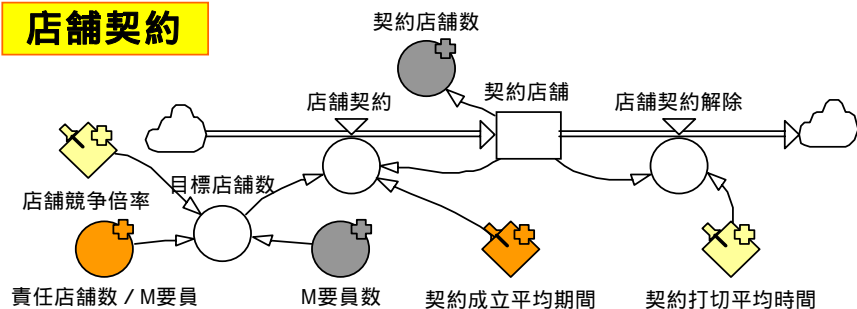 店舗契約
契約店舗数
店舗契約
契約店舗
店舗契約解除
店舗競争倍率
目標店舗数
責任店舗数 / M要員
M要員数
契約成立平均期間
契約打切平均時間